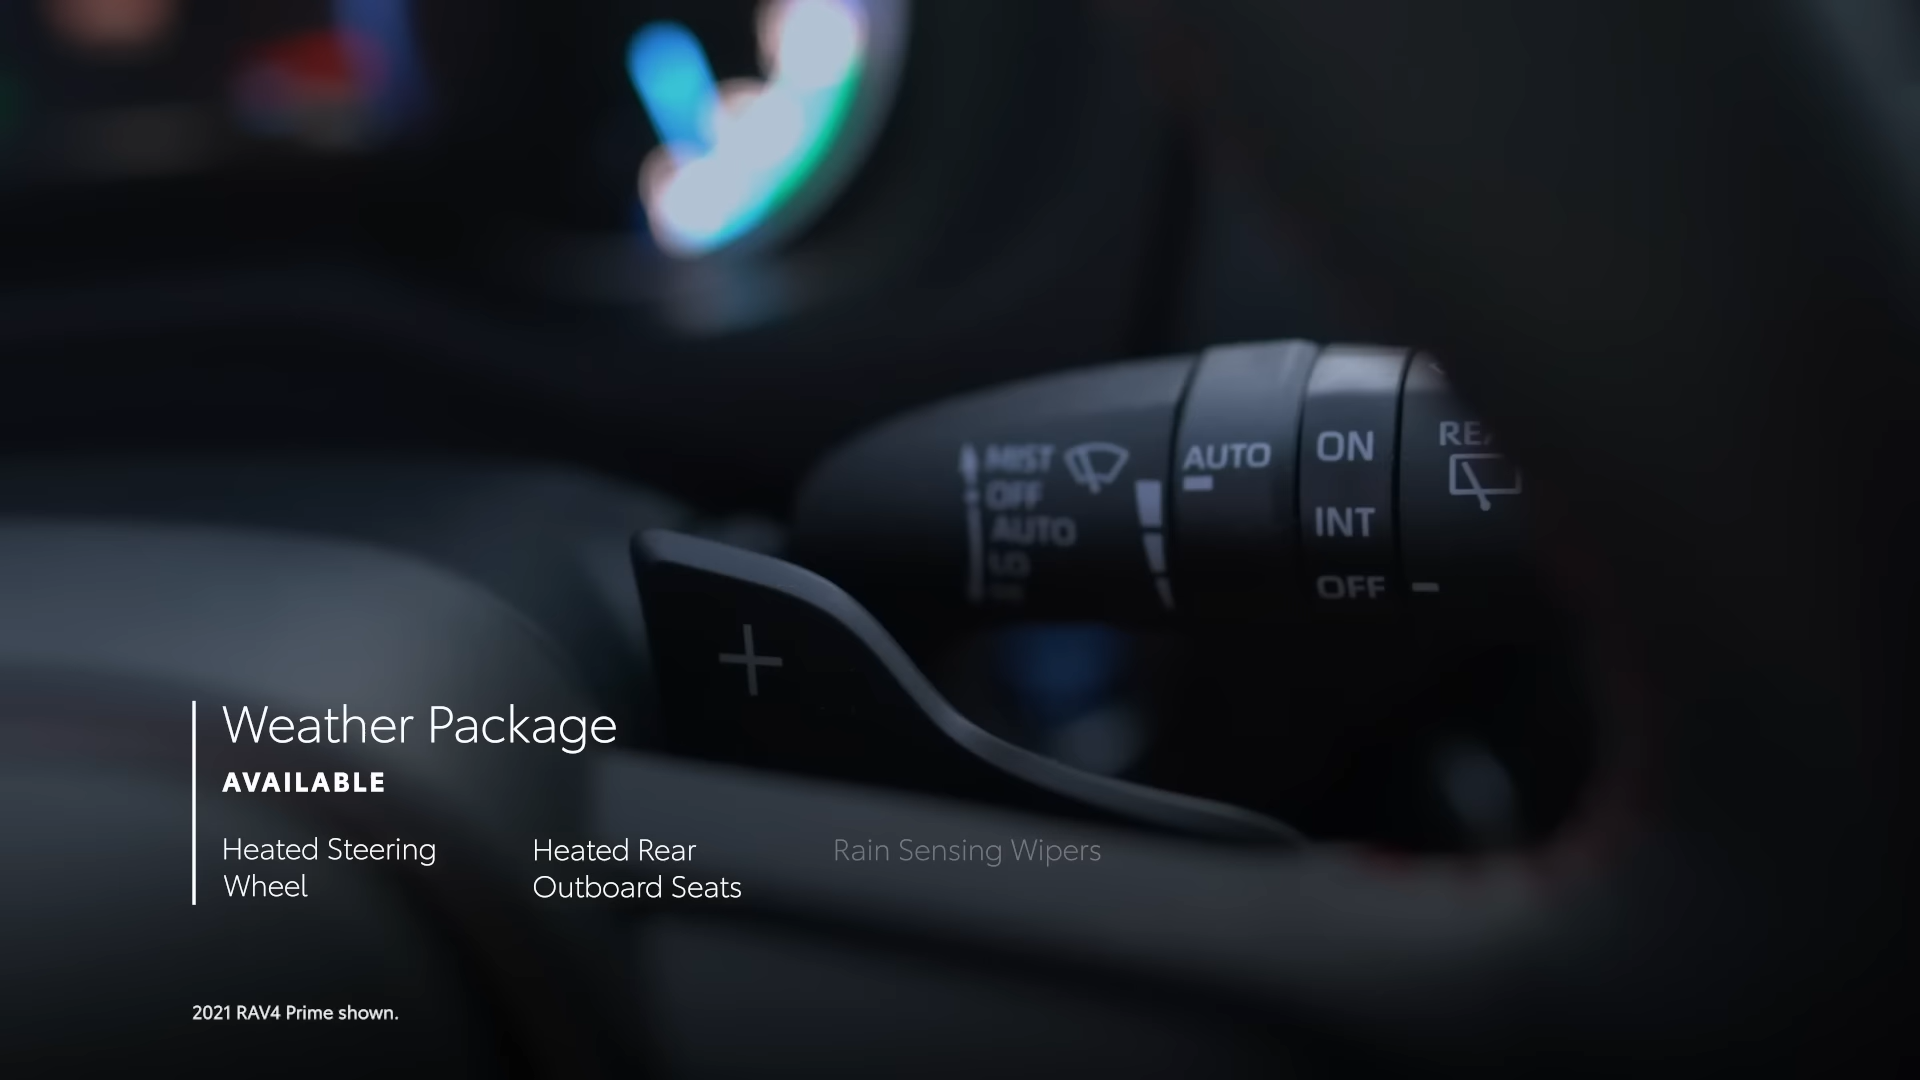 MIST
OFF
AUTO
LO
AUTO
ON
INT
OFF
+
Weather Package
AVAILABLE
Heated Steering
Wheel
Heated Rear
Outboard Seats
Rain Sensing Wipers
2021 RAV4 Prime shown.